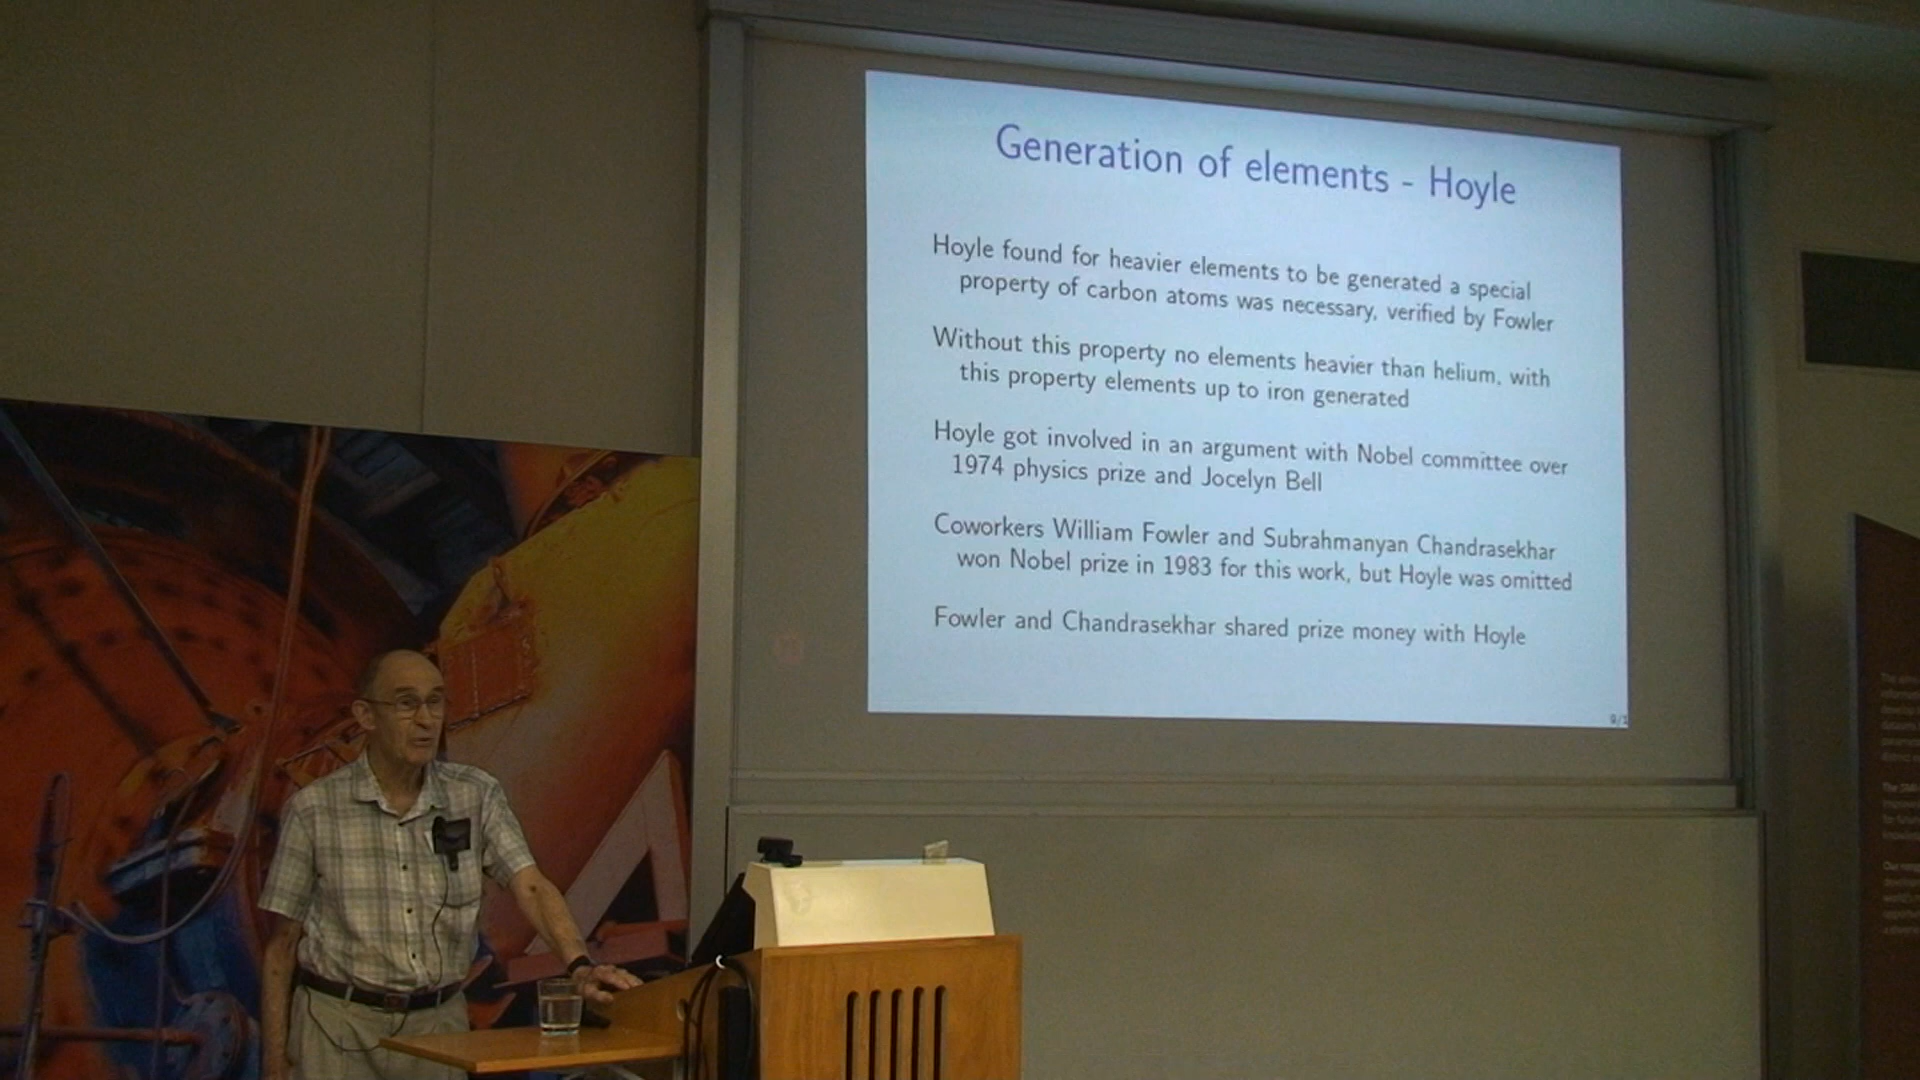 Generation of elements - Hoyle
Hoyle found for heavier elements to be generated a special
property of carbon atoms was necessary, verified by Fowler
Without this property no elements heavier than helium, with
this property elements up to iron generated
Hoyle got involved in an argument with Nobel committee over
1974 physics prize and Jocelyn Bell
Coworkers William Fowler and Subrahmanyan Chandrasekhar
won Nobel prize in 1983 for this work, but Hoyle was omitted
Fowler and Chandrasekhar shared prize money with Hoyle